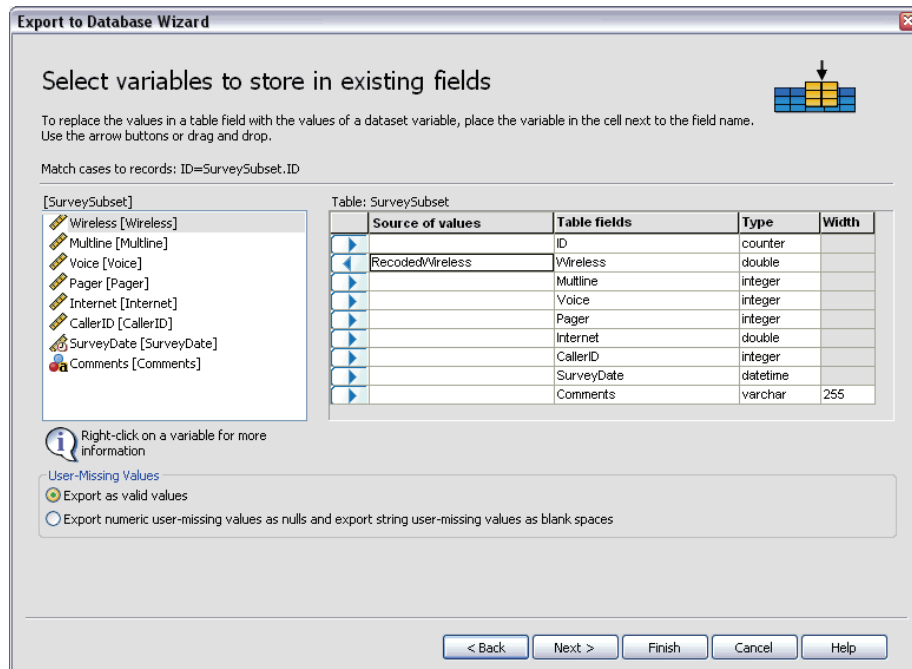 Export to Database Wizard
Select variables to store in existing fields
To replace the values in a table field with the values of a dataset variable, place the variable in the cell next to the field name.
Use the arrow buttons or drag and drop.
Match cases to records: ID=SurveySubset.ID
[SurveySubset]
Wireless [Wireless]
Multline [Multline]
Voice [Voice]
Pager [Pager]
Internet [Internet]
CallerID [CallerID]
SurveyDate [SurveyDate]
a Comments [Comments]
Table: SurveySubset
Source of values Table fields Type Width
ID counter
RecodedWireless Wireless double
Multline integer
Voice integer
Pager integer
Internet double
CallerID integer
SurveyDate datetime
Comments varchar 255
i Right-click on a variable for more
information
User-Missing Values
Export as valid values
Export numeric user-missing values as nulls and export string user-missing values as blank spaces
< Back Next > Finish Cancel Help